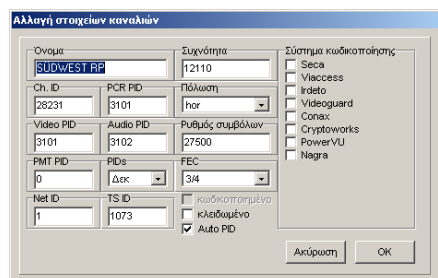 Αλλαγή στοιχείων καναλιών
Όνομα
SÜDWEST RP
Συχνότητα
12110
Σύστημα κωδικοποίησης
Seca
Viaccess
Irdeto
Videoguard
Conax
Cryptoworks
PowerVU
Nagra
Ch. ID
28231
PCR PID
3101
Πόλωση
hor
Video PID
3101
Audio PID
3102
Ρυθμός συμβόλων
27500
PMT PID
0
PIDs
Δεκ
FEC
3/4
Net ID
1
TS ID
1073
κωδικοποιημένο
κλειδωμένο
Auto PID
Ακύρωση
OK